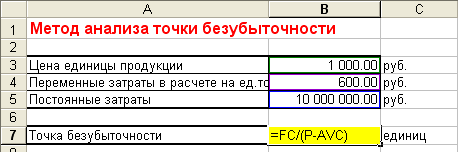 A B C
1 Метод анализа точки безубыточности
2
3 Цена единицы продукции 1 000.00 руб.
4 Переменные затраты в расчете на ед.то 600.00 руб.
5 Постоянные затраты 10 000 000.00 руб.
6
7 Точка безубыточности =FC/(P-AVC) единиц
8